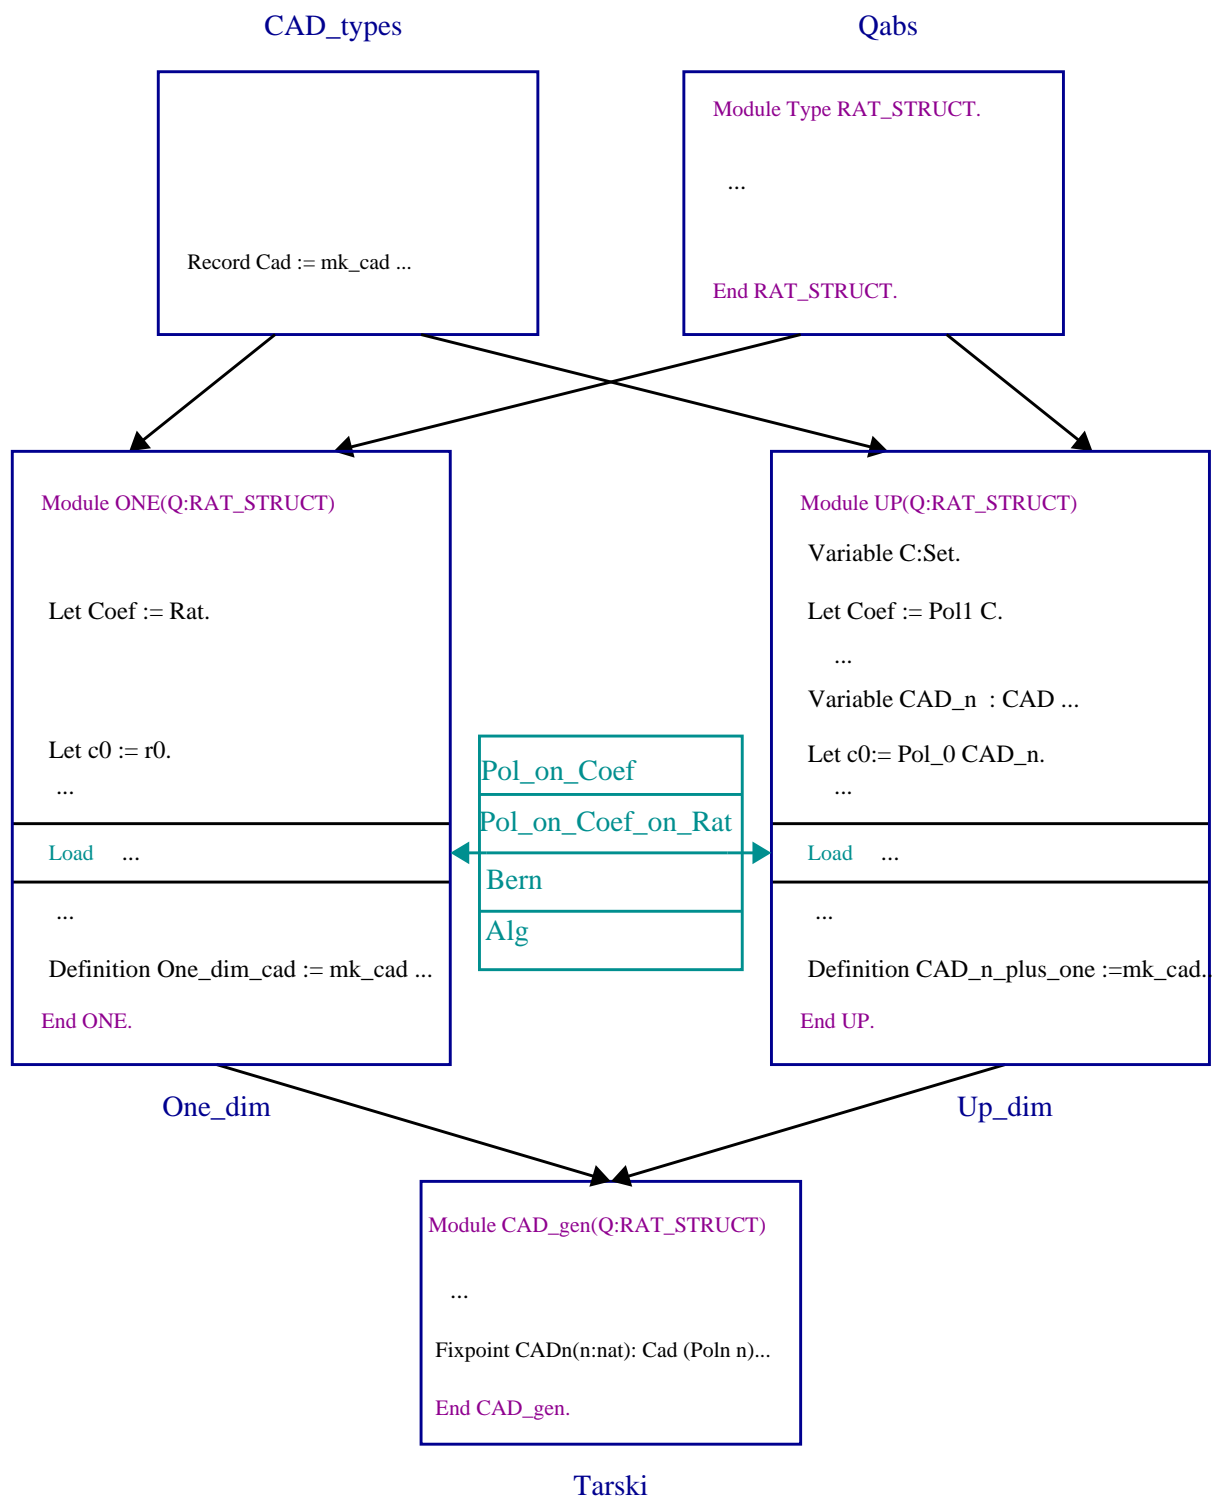 CAD_types
Qabs
Record Cad := mk_cad ...
Module Type RAT_STRUCT.
...
End RAT_STRUCT.
Module ONE(Q:RAT_STRUCT)
Let Coef := Rat.
Let c0 := r0.
...
Load ...
...
Definition One_dim_cad := mk_cad ...
End ONE.
One_dim
Pol_on_Coef
Pol_on_Coef_on_Rat
Bern
Alg
Module UP(Q:RAT_STRUCT)
Variable C:Set.
Let Coef := Pol1 C.
...
Variable CAD_n : CAD ...
Let c0:= Pol_0 CAD_n.
...
Load ...
...
Definition CAD_n_plus_one :=mk_cad..
End UP.
Up_dim
Module CAD_gen(Q:RAT_STRUCT)
...
Fixpoint CADn(n:nat): Cad (Poln n)...
End CAD_gen.
Tarski